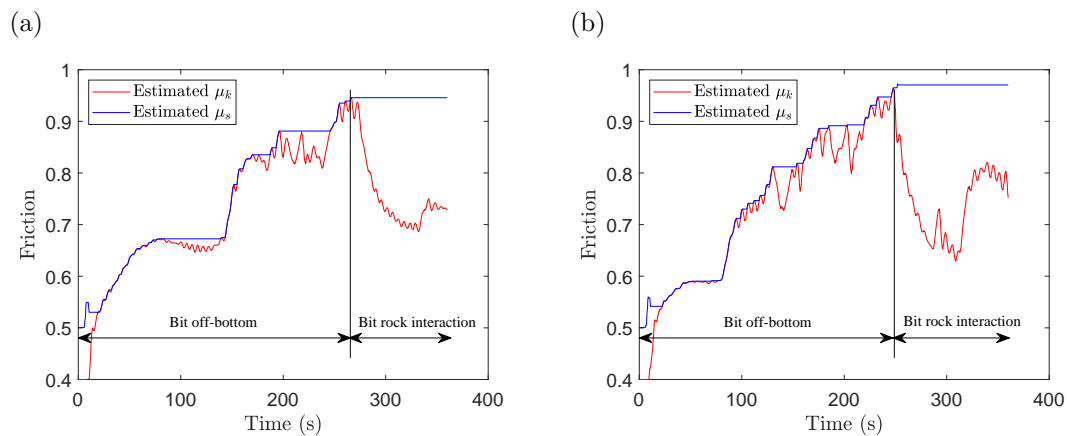 (a)
(b)
Estimated μk
Estimated μs
Friction
1
0.9
0.8
0.7
0.6
0.5
0.4
Bit off-bottom
Bit rock interaction
0
100
200
300
400
Time (s)
Estimated μk
Estimated μs
Friction
1
0.9
0.8
0.7
0.6
0.5
0.4
Bit off-bottom
Bit rock interaction
0
100
200
300
400
Time (s)